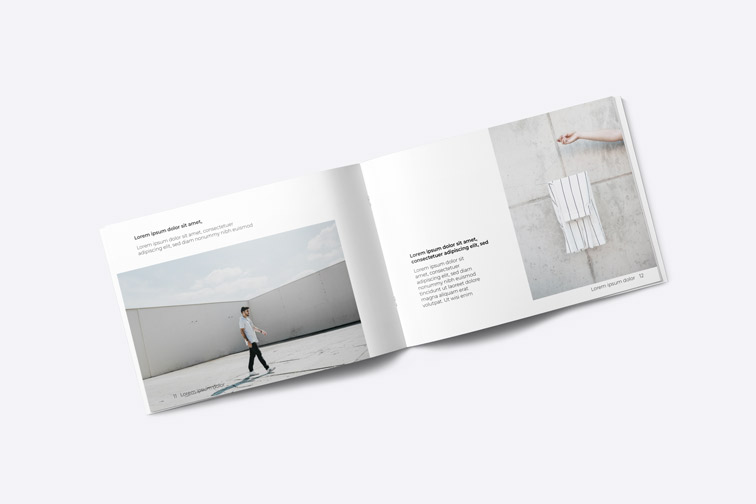 Lorem ipsum dolor sit amet,
Lorem ipsum dolor sit amet, consectetuer
adipiscing elit, sed diam nonummy nibh euismod
11 Lorem ipsum dolor
Lorem ipsum dolor sit amet,
consectetuer adipiscing elit, sed
Lorem ipsum dolor sit
amet, consectetuer
adipiscing elit, sed diam
nonummy nibh euismod
tincidunt ut laoreet dolore
magna aliquam erat
volutpat. Ut wisi enim
Lorem ipsum dolor 12